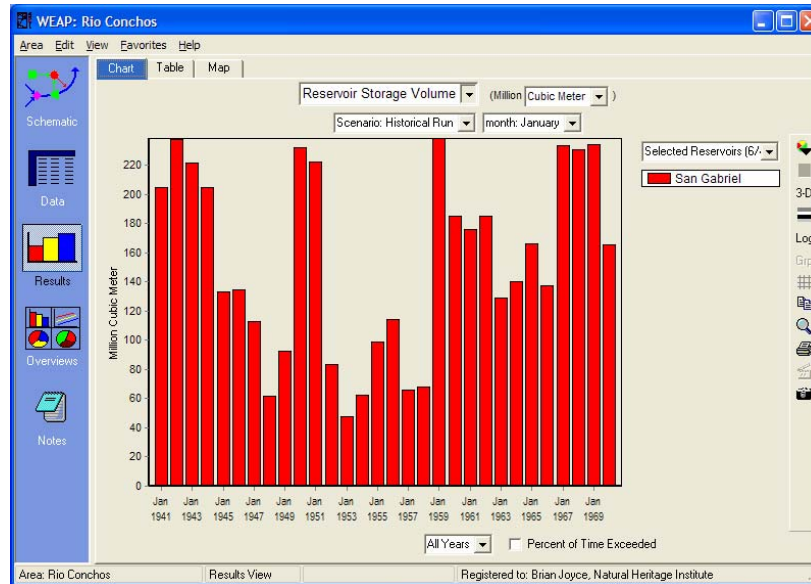 WEAP: Rio Conchos
Area Edit View Favorites Help
Chart Table Map
Reservoir Storage Volume (Million Cubic Meter )
Scenario: Historical Run month: January
Schematic
Data
Results
Overviews
Notes
Million Cubic Meter
220
200
180
160
140
120
100
80
60
40
20
0
Jan Jan Jan Jan Jan Jan Jan Jan Jan Jan Jan Jan Jan Jan Jan
1941 1943 1945 1947 1949 1951 1953 1955 1957 1959 1961 1963 1965 1967 1969
Selected Reservoirs (6/
San Gabriel
3-D
Log
Grp
All Years Percent of Time Exceeded
Area: Rio Conchos Results View Registered to: Brian Joyce, Natural Heritage Institute